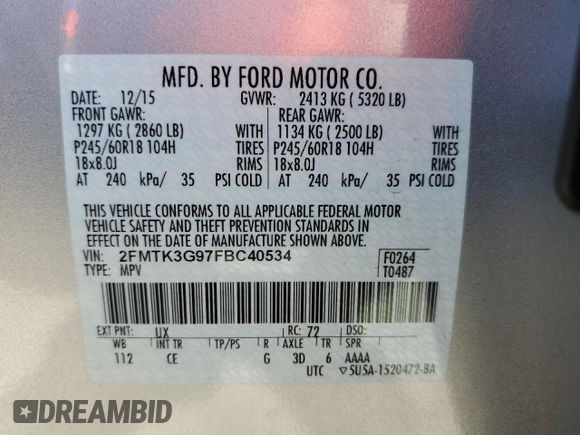 MFD. BY FORD MOTOR CO.
DATE: 12/15 GVWR: 2413 KG ( 5320 LB)
FRONT GAWR: REAR GAWR:
1297 KG ( 2860 LB) WITH 1134 KG ( 2500 LB) WITH
P245/60R18 104H TIRES P245/60R18 104H TIRES
18x8.0J RIMS 18x8.0J RIMS
AT 240 kPa/ 35 PSI COLD AT 240 kPa/ 35 PSI COLD
THIS VEHICLE CONFORMS TO ALL APPLICABLE FEDERAL MOTOR
VEHICLE SAFETY AND THEFT PREVENTION STANDARDS IN
EFFECT ON THE DATE OF MANUFACTURE SHOWN ABOVE.
VIN: 2FMTK3G97FBC40534 F0264
TYPE: MPV T0487
EXT PNT: UX RC: 72 DSO:
WB INT TR TP/PS R AXLE TR SPR
112 CE G 3D 6 AAAA
UTC ▽5U5A-1520472-BA
DREAMBID